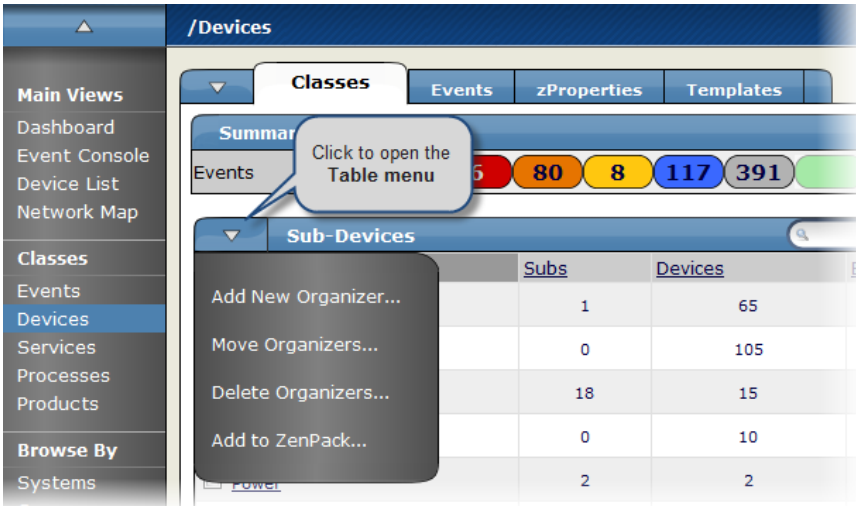 /Devices
Main Views
Dashboard
Event Console
Device List
Network Map
Classes
Events
Devices
Services
Processes
Products
Browse By
Systems
Classes Events zProperties Templates
Click to open the
Table menu
Events 80 8 117 391
Sub-Devices
Subs Devices
Add New Organizer...
Move Organizers...
Delete Organizers...
Add to ZenPack...
1 65
0 105
18 15
0 10
Power 2 2